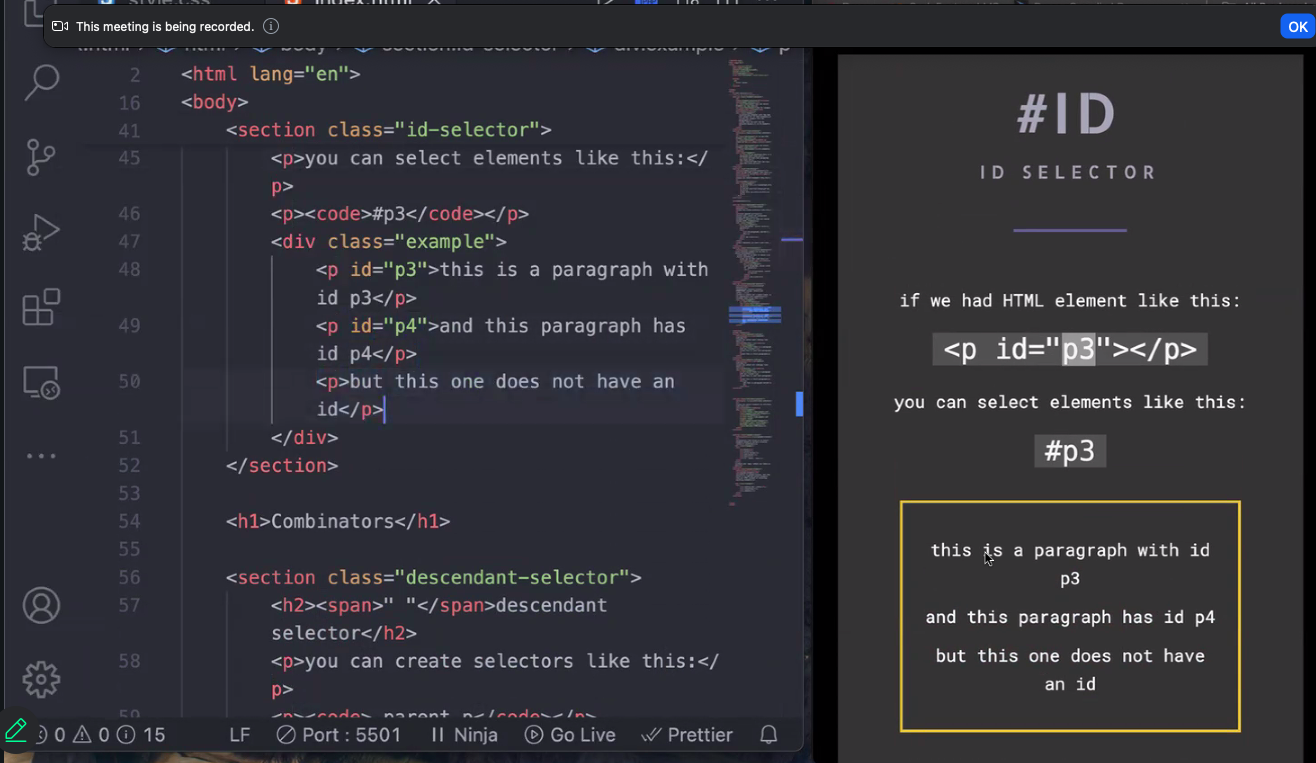 This meeting is being recorded.
OK
2 <html lang="en">
16 <body>
41 <section class="id-selector">
45 <p>you can select elements like this:</
p>
46 <p><code>#p3</code></p>
47 <div class="example">
48 <p id="p3">this is a paragraph with
id p3</p>
49 <p id="p4">and this paragraph has
id p4</p>
50 <p>but this one does not have an
id</p>
51 </div>
52 </section>
53
54 <h1>Combinators</h1>
55
56 <section class="descendant-selector">
57 <h2><span>" "</span>descendant
selector</h2>
58 <p>you can create selectors like this:</
p>
59 <p><code> parent p</code></p>
0 0 15 LF Port : 5501 Ninja Go Live Prettier
#ID
ID SELECTOR
if we had HTML element like this:
<p id="p3"></p>
you can select elements like this:
#p3
this is a paragraph with id
p3
and this paragraph has id p4
but this one does not have
an id